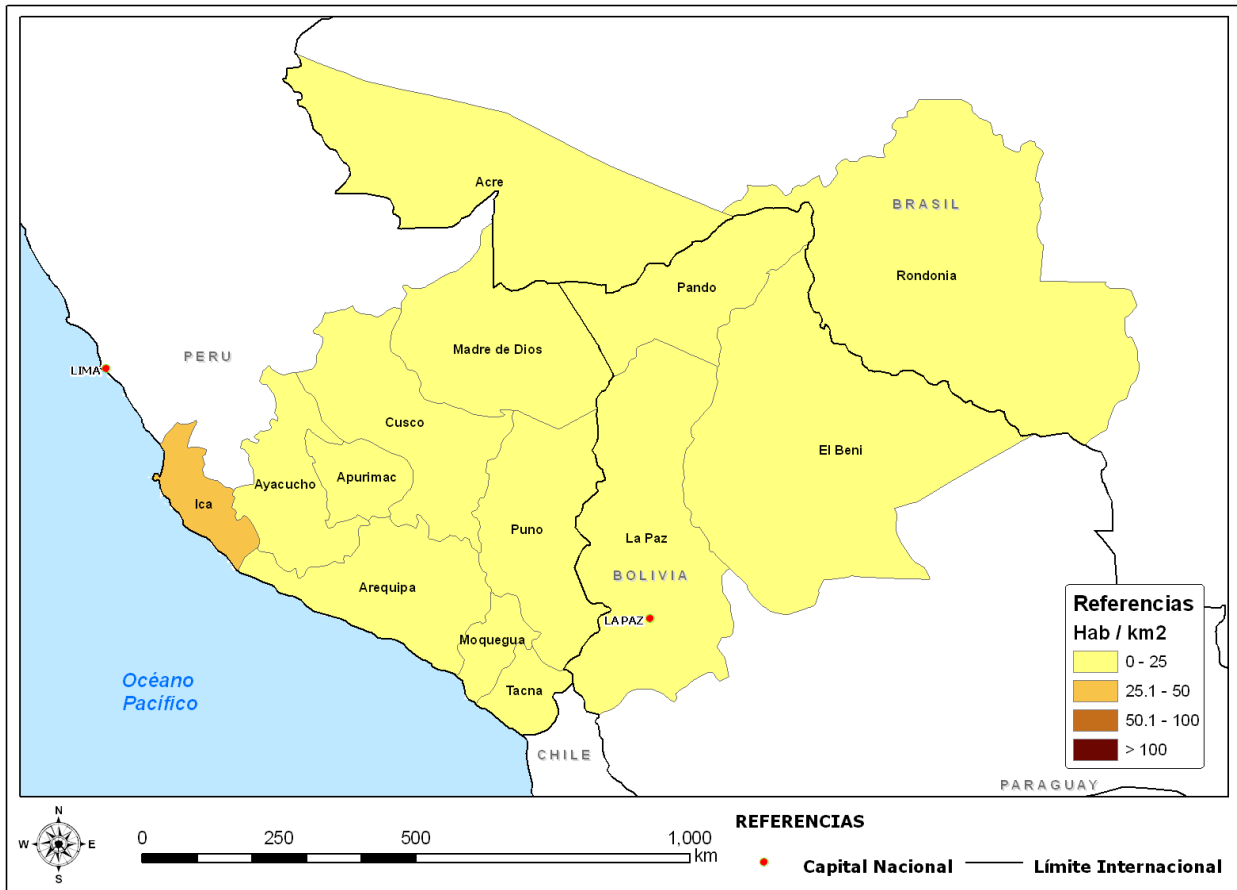 Acre
BRASIL
Rondonia
Pando
Madre de Dios
PERU
LIMA
Cusco
El Beni
Apurimac
Ayacucho
Ica
Puno
La Paz
BOLIVIA
Arequipa
LA PAZ
Moquegua
Tacna
Océano
Pacífico
CHILE
PARAGUAY
Referencias
Hab / km2
0 - 25
25.1 - 50
50.1 - 100
> 100
N
W
E
S
0
250
500
1,000
km
REFERENCIAS
Capital Nacional
Límite Internacional